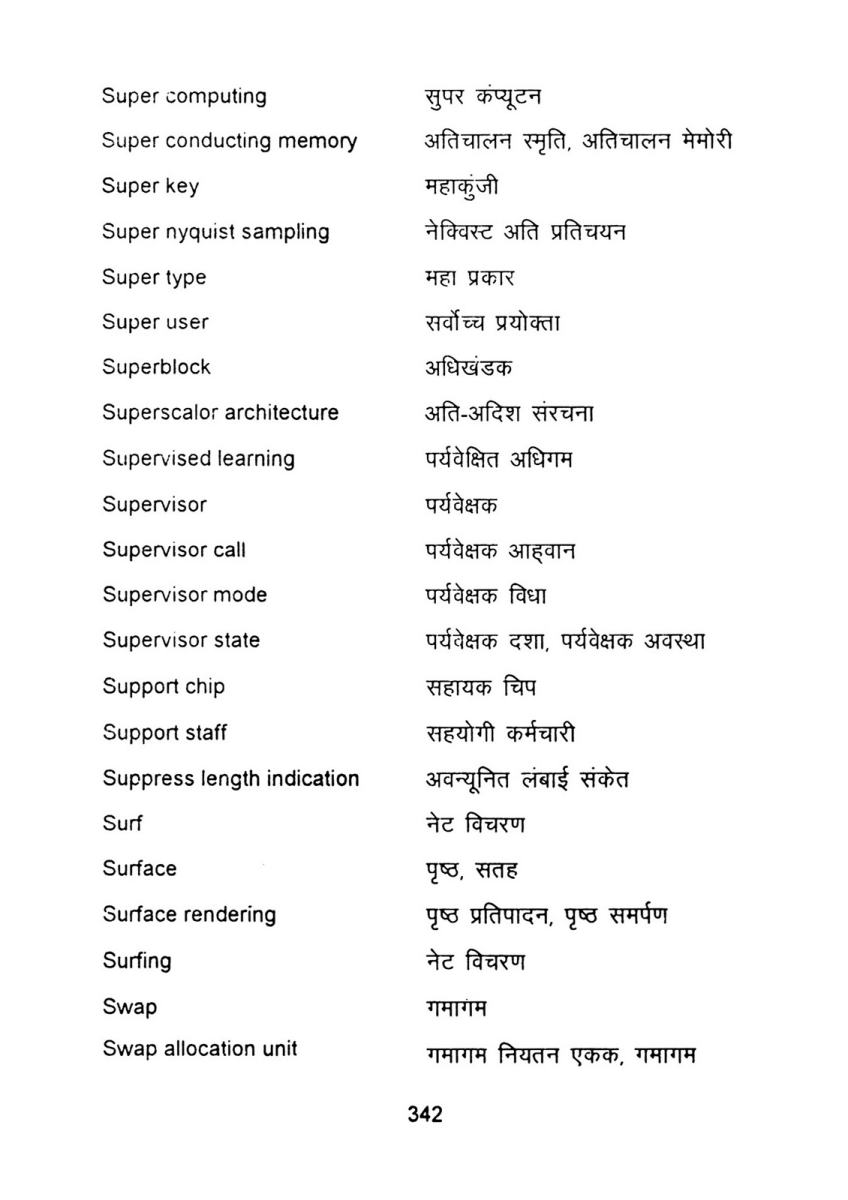 Super computing सुपर कंप्यूटन
Super conducting memory अतिचालन स्मृति, अतिचालन मेमोरी
Super key महाकुंजी
Super nyquist sampling नेक्विस्ट अति प्रतिचयन
Super type महा प्रकार
Super user सर्वोच्च प्रयोक्ता
Superblock अधिखंडक
Superscalor architecture अति-अदिश संरचना
Supervised learning पर्यवेक्षित अधिगम
Supervisor पर्यवेक्षक
Supervisor call पर्यवेक्षक आह्वान
Supervisor mode पर्यवेक्षक विधा
Supervisor state पर्यवेक्षक दशा, पर्यवेक्षक अवस्था
Support chip सहायक चिप
Support staff सहयोगी कर्मचारी
Suppress length indication अवन्यूनित लंबाई संकेत
Surf नेट विचरण
Surface पृष्ठ, सतह
Surface rendering पृष्ठ प्रतिपादन, पृष्ठ समर्पण
Surfing नेट विचरण
Swap गमागम
Swap allocation unit गमागम नियतन एकक, गमागम
342